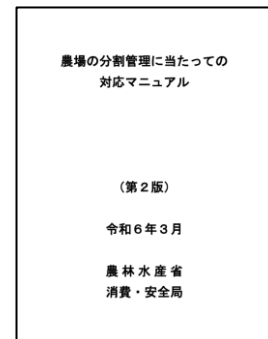 農場の分割管理に当たっての
対応マニュアル
（第２版）
令和６年３月
農林水産省
消費・安全局